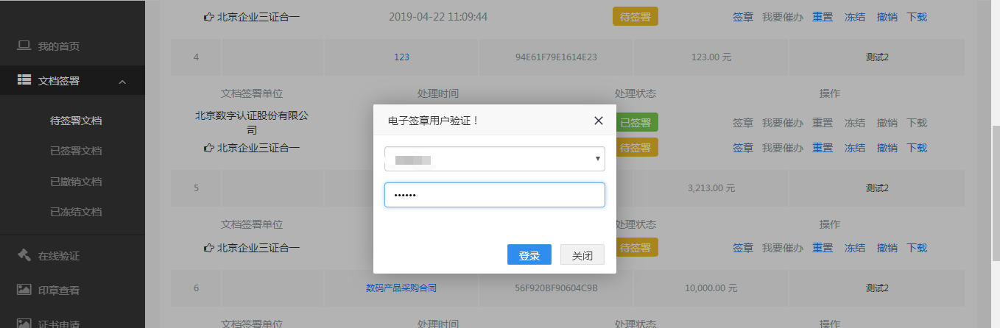 我的首页
文档签署
待签署文档
已签署文档
已撤销文档
已冻结文档
在线验证
印章查看
证书申请
北京企业三证合一 2019-04-22 11:09:44 待签署 签章 我要催办 重置 冻结 撤销 下载
4 123 94E61F79E1614E23 123.00 元 测试2
文档签署单位 处理时间 处理状态 操作
北京数字认证股份有限公
司
已签署 签章 我要催办 重置 冻结 撤销 下载
北京企业三证合一 待签署 签章 我要催办 重置 冻结 撤销 下载
5 3,213.00 元 测试2
文档签署单位 处理状态 操作
北京企业三证合一 待签署 签章 我要催办 重置 冻结 撤销 下载
6 数码产品采购合同 56F920BF90604C9B 10,000.00 元 测试2
文档签署单位 处理时间 处理状态 操作
电子签章用户验证！
••••••
登录 关闭